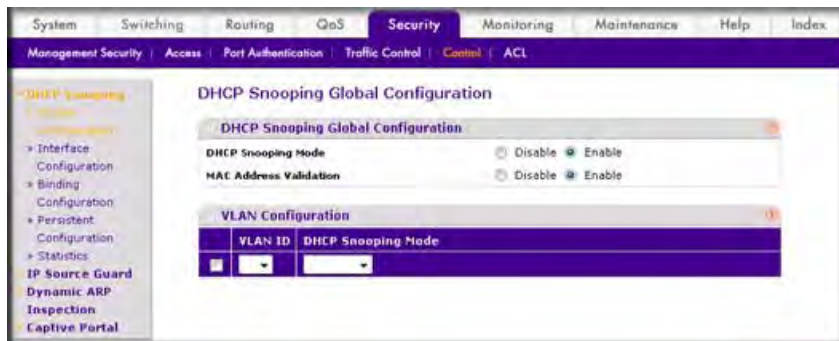 System Switching Routing QoS Security Monitoring Maintenance Help Index
Management Security Access Port Authentication Traffic Control Control ACL
DHCP Snooping
DHCP Snooping Global Configuration
DHCP Snooping Global Configuration
DHCP Snooping Mode Disable Enable
MAC Address Validation Disable Enable
VLAN Configuration
VLAN ID DHCP Snooping Mode
» Interface
Configuration
» Binding
Configuration
» Persistent
Configuration
» Statistics
IP Source Guard
Dynamic ARP
Inspection
Captive Portal